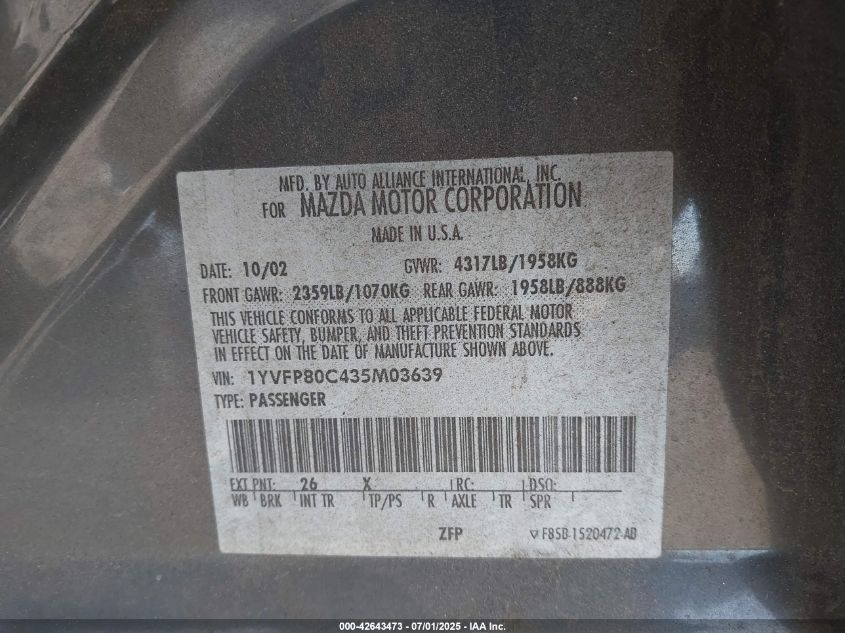 MFD. BY AUTO ALLIANCE INTERNATIONAL, INC.
FOR MAZDA MOTOR CORPORATION
MADE IN U.S.A.
DATE: 10/02 GVWR: 4317LB/1958KG
FRONT GAWR: 2359LB/1070KG REAR GAWR: 1958LB/888KG
THIS VEHICLE CONFORMS TO ALL APPLICABLE FEDERAL MOTOR
VEHICLE SAFETY, BUMPER, AND THEFT PREVENTION STANDARDS
IN EFFECT ON THE DATE OF MANUFACTURE SHOWN ABOVE.
VIN: 1YVFP80C435M03639
TYPE: PASSENGER
EXT PNT: 26 X RC: DSO:
WB BRK INT TR TP/PS R AXLE TR SPR
ZFP F85B-1520472-AB
000-42643473 - 07/01/2025 - IAA Inc.